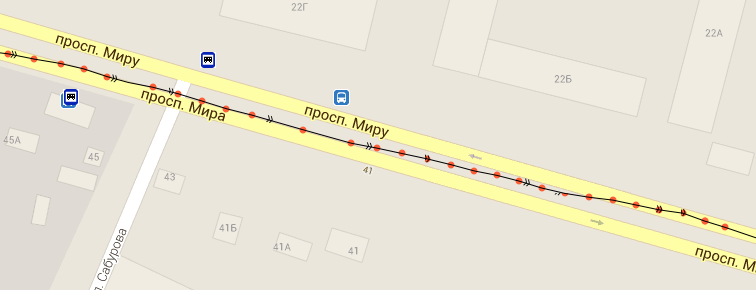 22Г
22А
просп. Миру
22Б
просп. Мира
просп. Миру
45А
45
41
43
41Б
41А
41
л. Сабурова
просп. М